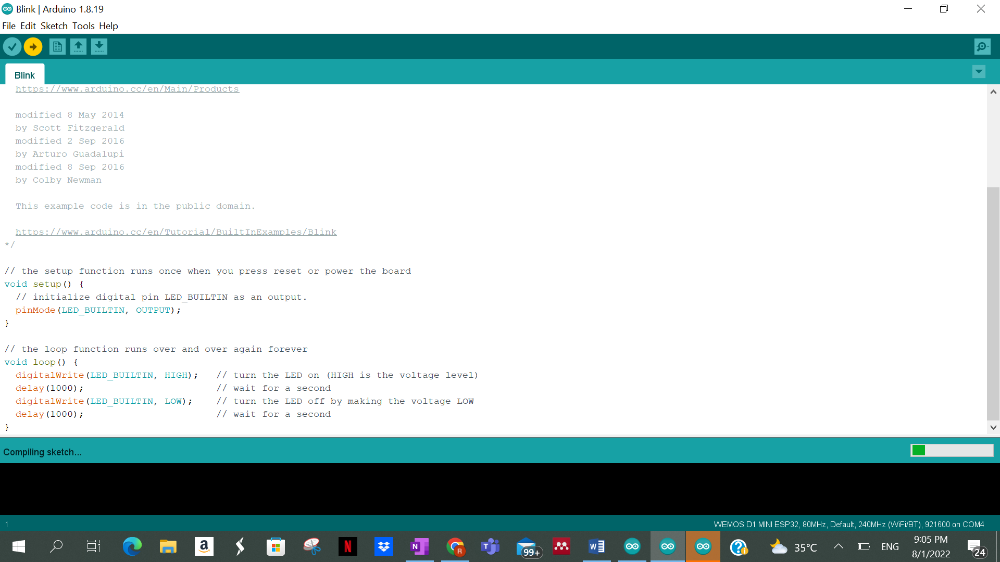 Blink | Arduino 1.8.19
File Edit Sketch Tools Help
Blink
https://www.arduino.cc/en/Main/Products
modified 8 May 2014
by Scott Fitzgerald
modified 2 Sep 2016
by Arturo Guadalupi
modified 8 Sep 2016
by Colby Newman
This example code is in the public domain.
https://www.arduino.cc/en/Tutorial/BuiltInExamples/Blink
*/
// the setup function runs once when you press reset or power the board
void setup() {
// initialize digital pin LED_BUILTIN as an output.
pinMode(LED_BUILTIN, OUTPUT);
}
// the loop function runs over and over again forever
void loop() {
digitalWrite(LED_BUILTIN, HIGH);   // turn the LED on (HIGH is the voltage level)
delay(1000);                       // wait for a second
digitalWrite(LED_BUILTIN, LOW);    // turn the LED off by making the voltage LOW
delay(1000);                       // wait for a second
}
Compiling sketch...
1
WEMOS D1 MINI ESP32, 80MHz, Default, 240MHz (WiFi/BT), 921600 on COM4
a
N
N
R
T
99+
W
?
35°C
ENG
9:05 PM
8/1/2022
24